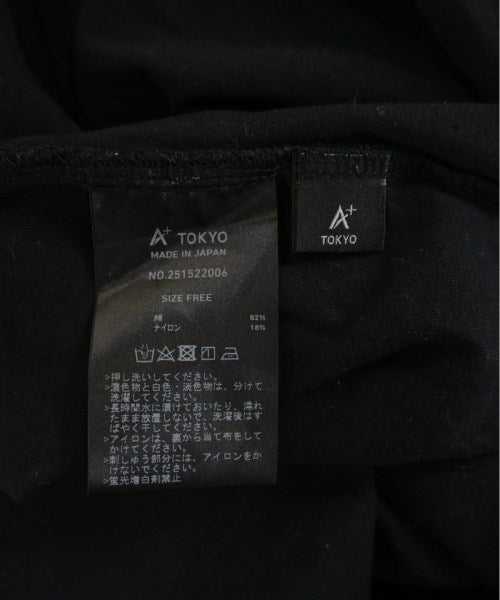 A+ TOKYO
MADE IN JAPAN
NO.251522006
SIZE FREE
綿 82%
ナイロン 18%
>押し洗いしてください。
>濃色物と白色・淡色物は、分けて
洗濯してください。
>長時間水に漬けておいたり、濡れ
たまま放置しないで、洗濯後はす
ばやく干してください。
>アイロンは、裏から当て布をして
かけてください。
>刺しゅう部分には、アイロンをか
けないでください。
>蛍光増白剤禁止
A+
TOKYO